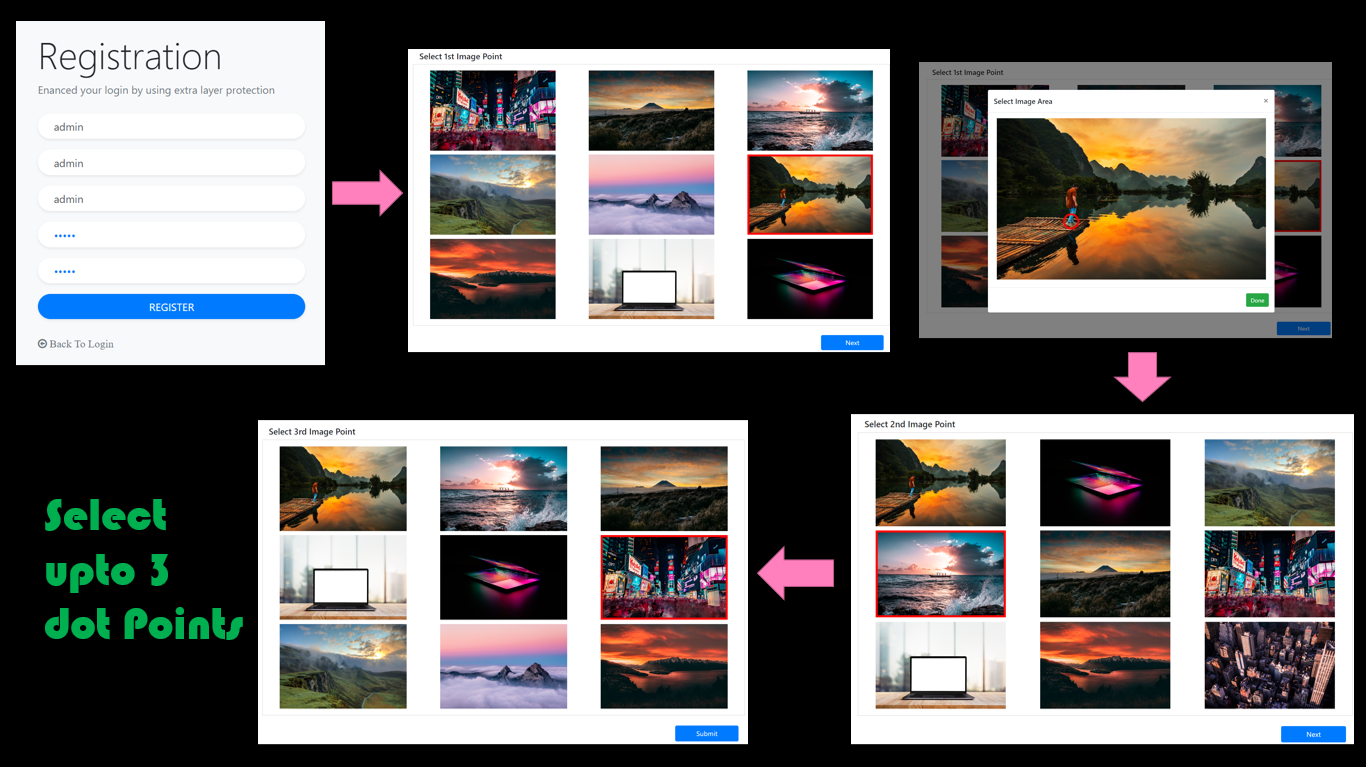 Registration
Enanced your login by using extra layer protection
admin
admin
admin
•••••
•••••
REGISTER
Back To Login
Select 1st Image Point
Next
Select 1st Image Point
Select Image Area
×
Done
Next
Select 2nd Image Point
Next
Select 3rd Image Point
Submit
Select
upto 3
dot Points